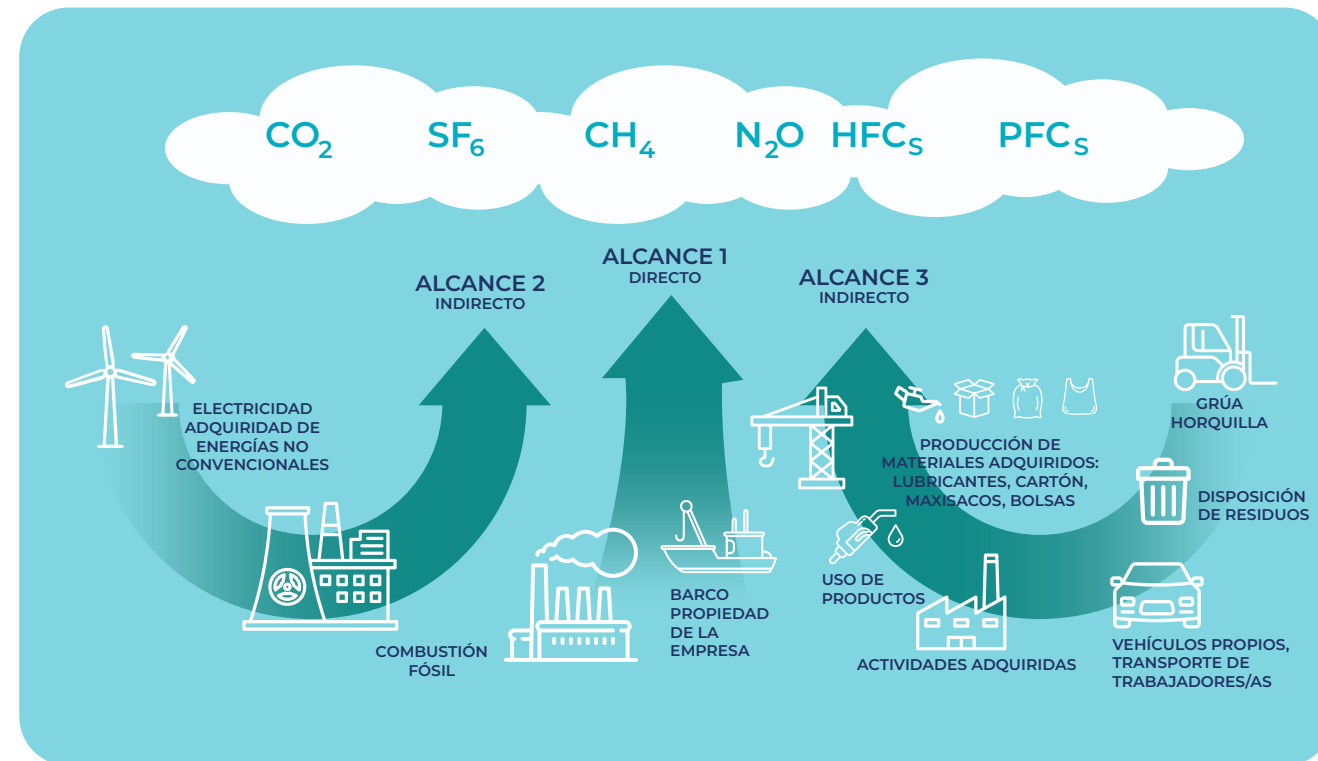 CO2 SF6 CH4 N2O HFCS PFCS
ALCANCE 2
INDIRECTO
ALCANCE 1
DIRECTO
ALCANCE 3
INDIRECTO
ELECTRICIDAD
ADQUIRIDAD DE
ENERGÍAS NO
CONVENCIONALES
COMBUSTIÓN
FÓSIL
BARCO
PROPIEDAD
DE LA
EMPRESA
PRODUCCIÓN DE
MATERIALES ADQUIRIDOS:
LUBRICANTES, CARTÓN,
MAXISACOS, BOLSAS
GRÚA
HORQUILLA
DISPOSICIÓN
DE RESIDUOS
USO DE
PRODUCTOS
ACTIVIDADES ADQUIRIDAS
VEHÍCULOS PROPIOS,
TRANSPORTE DE
TRABAJADORES/AS